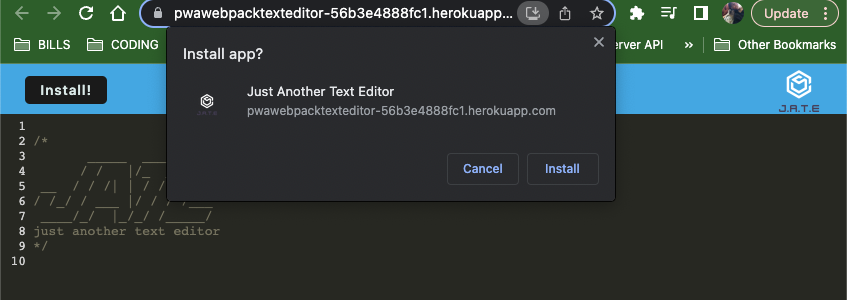 pwawebpacktexteditor-56b3e4888fc1.herokuapp...
Update
BILLS
CODING
erver API
»
Other Bookmarks
Install app?
Just Another Text Editor
pwawebpacktexteditor-56b3e4888fc1.herokuapp.com
Cancel
Install
Install!
J.A.T.E
1
2 /*
3
4
5
6
7
8 just another text editor
9 */
10